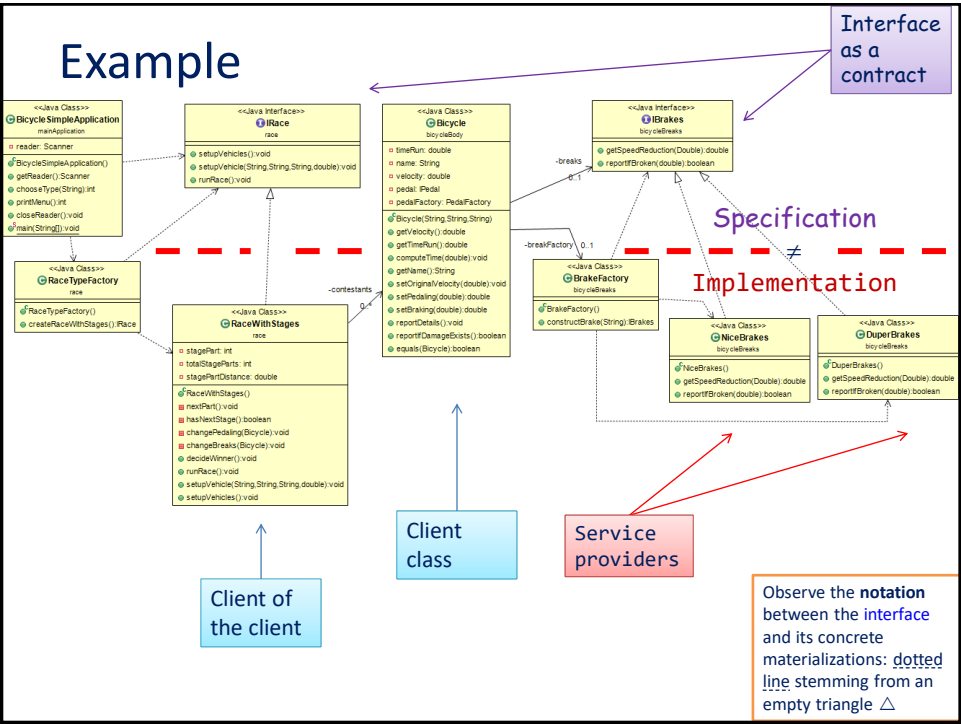 Example
Interface
as a
contract
<<Java Class>>
BicycleSimpleApplication
mainApplication
reader: Scanner
BicycleSimpleApplication()
getReader():Scanner
chooseType(String):int
printMenu():int
closeReader():void
main(String[]):void
<<Java Interface>>
IRace
race
setupVehicles():void
setupVehicle(String,String,String,double):void
runRace():void
<<Java Class>>
Bicycle
bicycleBody
timeRun: double
name: String
velocity: double
pedal: IPedal
pedalFactory: PedalFactory
Bicycle(String,String,String)
getVelocity():double
getTimeRun():double
computeTime(double):void
getName():String
setOriginalVelocity(double):void
setPedaling(double):double
setBraking(double):double
reportDetails():void
reportIfDamageExists():boolean
equals(Bicycle):boolean
<<Java Interface>>
IBrakes
bicycleBreaks
getSpeedReduction(Double):double
reportIfBroken(double):boolean
-breaks
0..1
Specification
≠
Implementation
-breakFactory
0..1
<<Java Class>>
RaceTypeFactory
race
RaceTypeFactory()
createRaceWithStages():IRace
-contestants
0..*
<<Java Class>>
RaceWithStages
race
stagePart: int
totalStageParts: int
stagePartDistance: double
RaceWithStages()
nextPart():void
hasNextStage():boolean
changePedaling(Bicycle):void
changeBreaks(Bicycle):void
decideWinner():void
runRace():void
setupVehicle(String,String,String,double):void
setupVehicles():void
<<Java Class>>
BrakeFactory
bicycleBreaks
BrakeFactory()
constructBrake(String):IBrakes
<<Java Class>>
NiceBrakes
bicycleBreaks
NiceBrakes()
getSpeedReduction(Double):double
reportIfBroken(double):boolean
<<Java Class>>
DuperBrakes
bicycleBreaks
DuperBrakes()
getSpeedReduction(Double):double
reportIfBroken(double):boolean
Client of
the client
Client
class
Service
providers
Observe the notation
between the interface
and its concrete
materializations: dotted
line stemming from an
empty triangle △